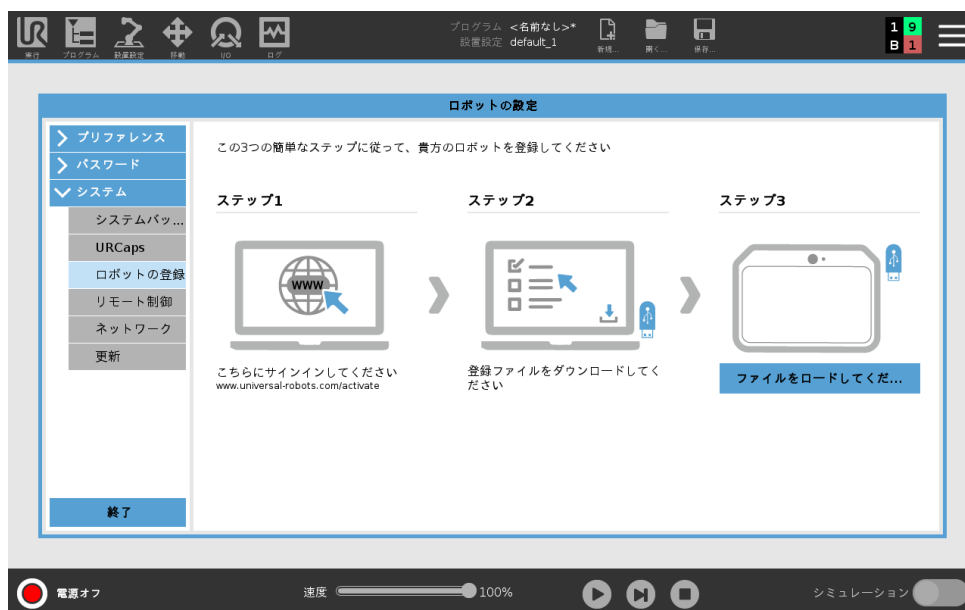 プログラム <名前なし>*
設置設定 default_1
UR
実行
プログラム
設置設定
移動
I/O
ログ
新規...
開く...
保存...
1 9
B 1
ロボットの設定
プリファレンス
パスワード
システム
システムバッ...
URCaps
ロボットの登録
リモート制御
ネットワーク
更新
終了
この3つの簡単なステップに従って、貴方のロボットを登録してください
ステップ1
www
こちらにサインインしてください
www.universal-robots.com/activate
ステップ2
登録ファイルをダウンロードしてく
ださい
ステップ3
ファイルをロードしてくだ...
電源オフ
速度
100%
シミュレーション